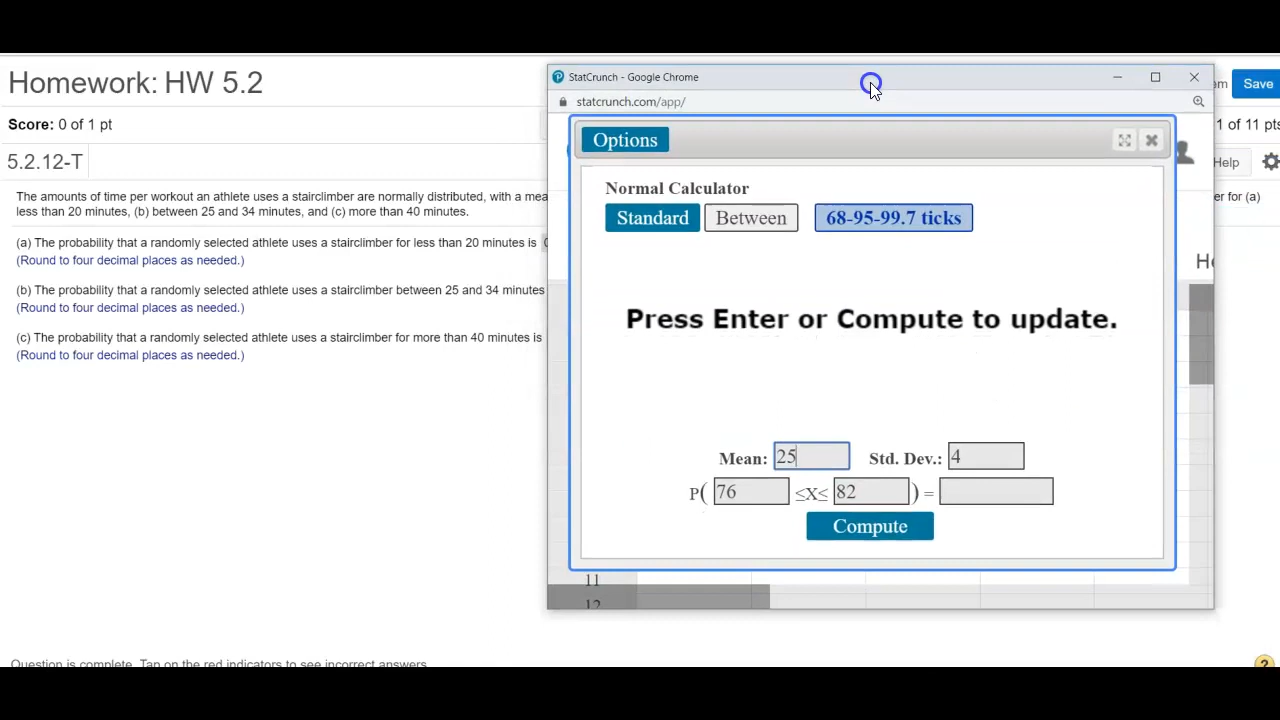 Homework: HW 5.2
Save
Score: 0 of 1 pt
1 of 11 pts
5.2.12-T
Help
The amounts of time per workout an athlete uses a stairclimber are normally distributed, with a
er for (a)
less than 20 minutes, (b) between 25 and 34 minutes, and (c) more than 40 minutes.
(a) The probability that a randomly selected athlete uses a stairclimber for less than 20 minutes is
(Round to four decimal places as needed.)
(b) The probability that a randomly selected athlete uses a stairclimber between 25 and 34 minutes
(Round to four decimal places as needed.)
(c) The probability that a randomly selected athlete uses a stairclimber for more than 40 minutes is
(Round to four decimal places as needed.)
StatCrunch - Google Chrome
statcrunch.com/app/
Options
Normal Calculator
Standard Between 68-95-99.7 ticks
Press Enter or Compute to update.
Mean: 25 Std. Dev.: 4
P( 76 ≤X≤ 82 ) =
Compute
11
12
Question is complete. Tap on the red indicators to see incorrect answers.
?